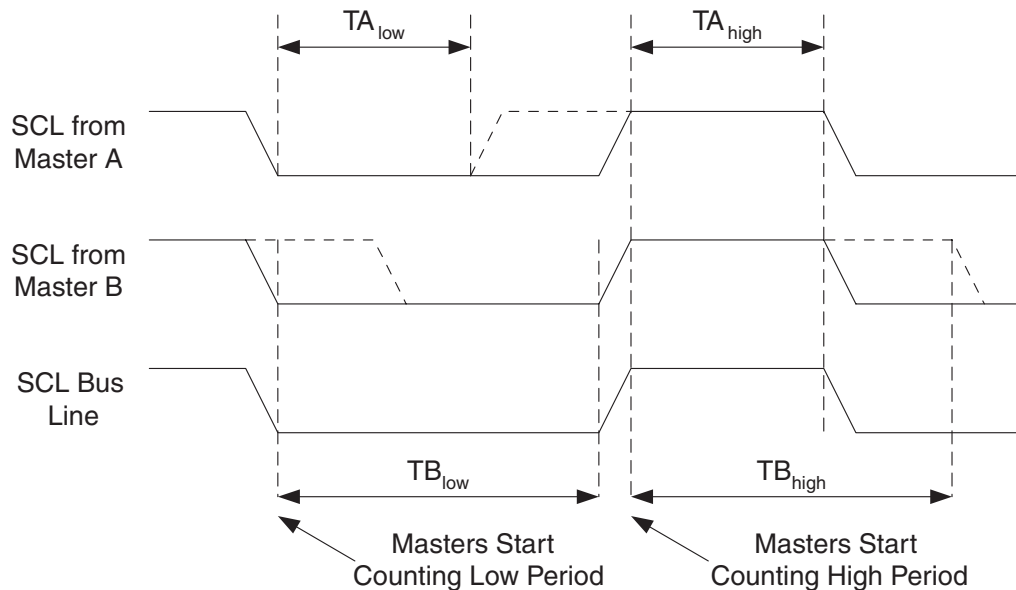 TA low
TA high
SCL from
Master A
SCL from
Master B
SCL Bus
Line
TB low
TB high
Masters Start
Counting Low Period
Masters Start
Counting High Period